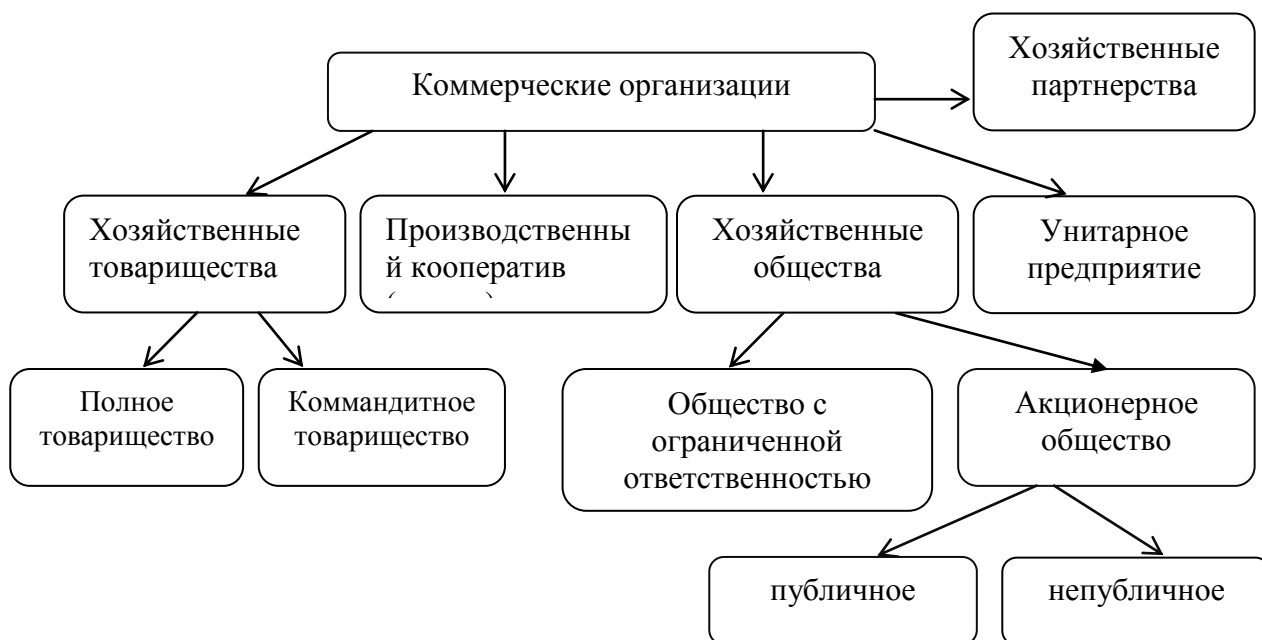 Хозяйственные
партнерства
Коммерческие организации
Хозяйственные
товарищества
Производственны
й кооператив
Хозяйственные
общества
Унитарное
предприятие
Полное
товарищество
Коммандитное
товарищество
Общество с
ограниченной
ответственностью
Акционерное
общество
публичное
непубличное